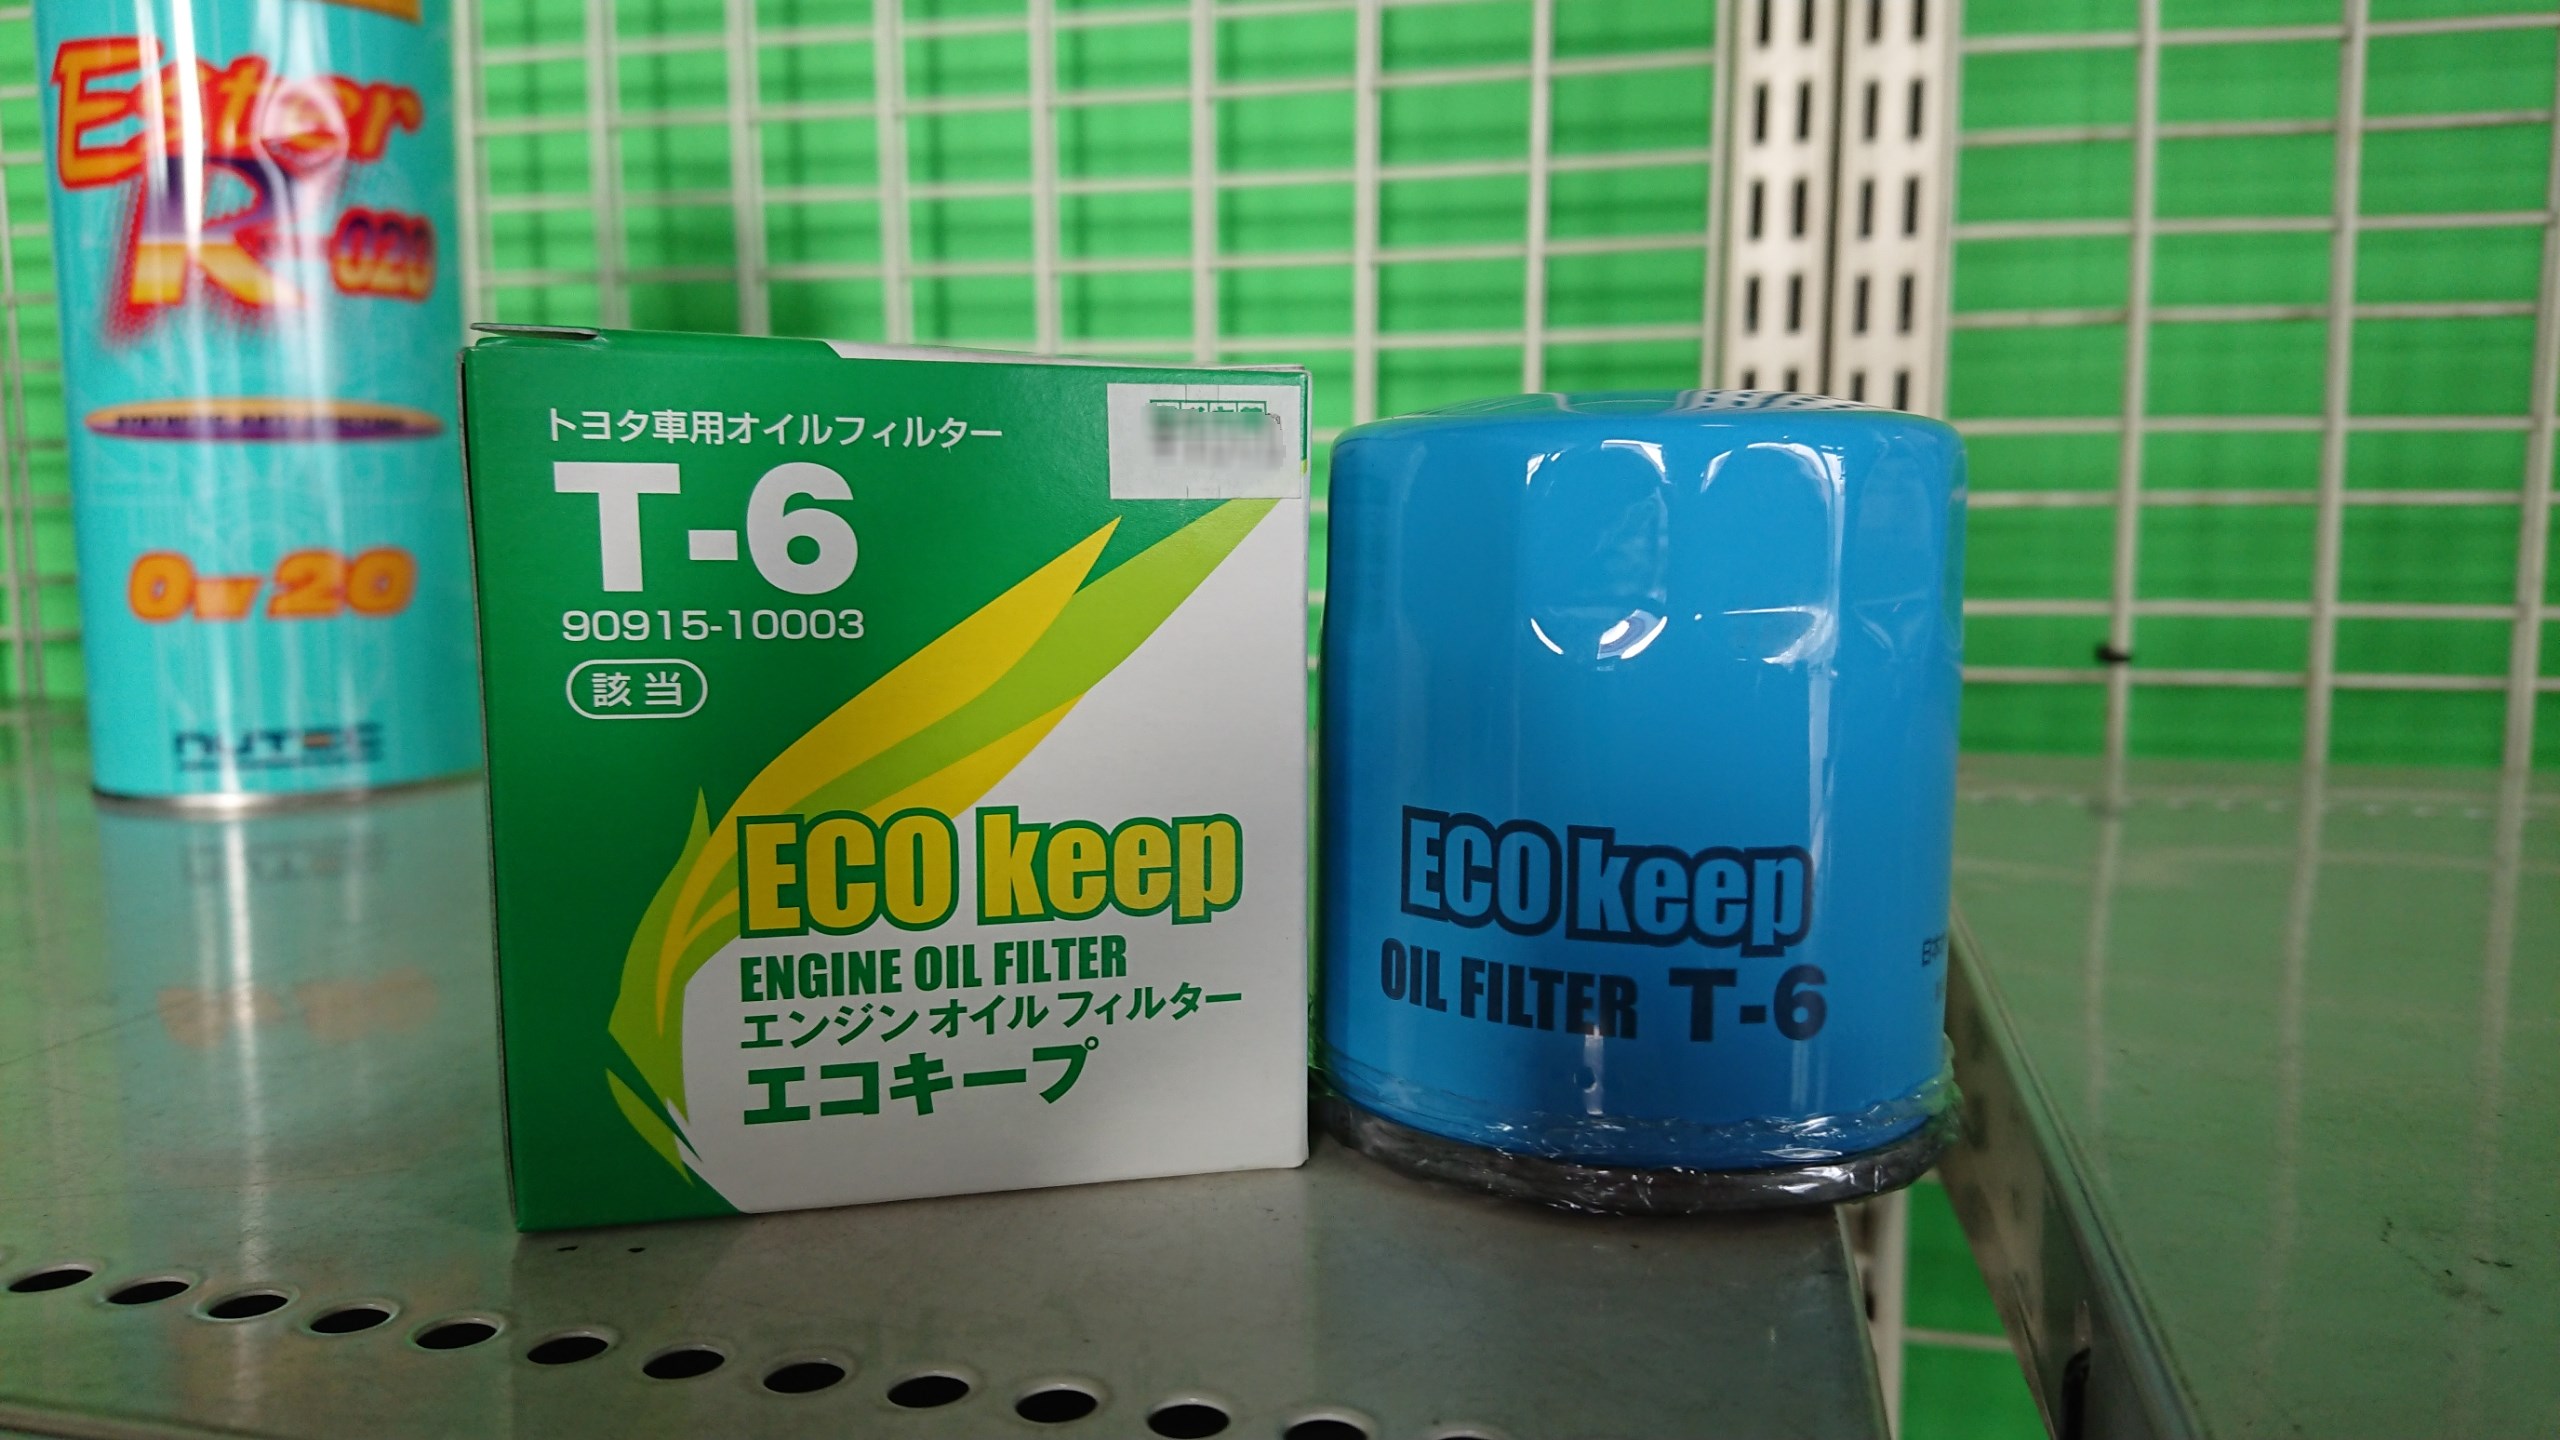 Ester
R-020
0W20
NUTEC
トヨタ車用オイルフィルター
T-6
90915-10003
該当
ECO keep
ENGINE OIL FILTER
エンジンオイルフィルター
エコキープ
ECO keep
OIL FILTER T-6